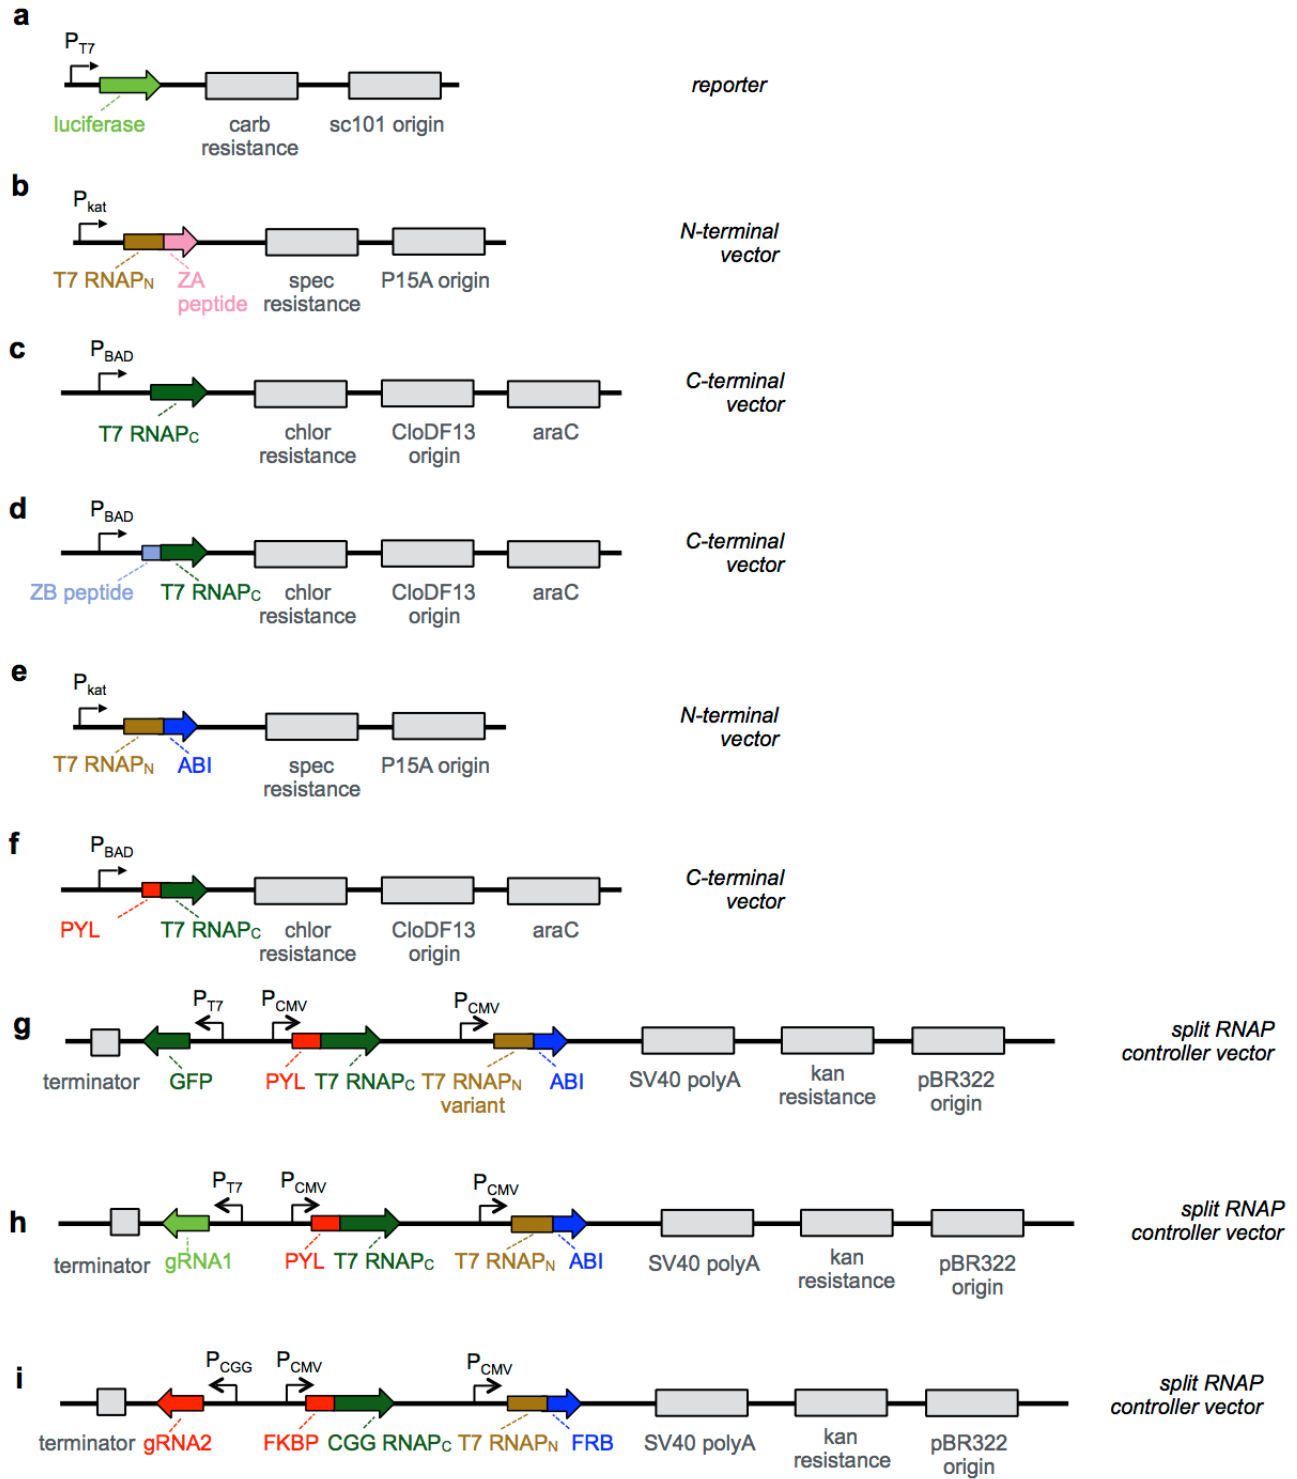 a
P T7
reporter
luciferase carb resistance sc101 origin
b
Pkat
N-terminal vector
T7 RNAPN ZA peptide spec resistance P15A origin
c
PBAD
C-terminal vector
T7 RNAPC chlor resistance CloDF13 origin araC
d
PBAD
C-terminal vector
ZB peptide T7 RNAPC chlor resistance CloDF13 origin araC
e
Pkat
N-terminal vector
T7 RNAPN ABI spec resistance P15A origin
f
PBAD
C-terminal vector
PYL T7 RNAPC chlor resistance CloDF13 origin araC
g
PT7 PCMV PCMV
split RNAP controller vector
terminator GFP PYL T7 RNAPC T7 RNAPN variant ABI SV40 polyA kan resistance pBR322 origin
h
PT7 PCMV PCMV
split RNAP controller vector
terminator gRNA1 PYL T7 RNAPC T7 RNAPN ABI SV40 polyA kan resistance pBR322 origin
i
PCGG PCMV PCMV
split RNAP controller vector
terminator gRNA2 FKBP CGG RNAPC T7 RNAPN FRB SV40 polyA kan resistance pBR322 origin